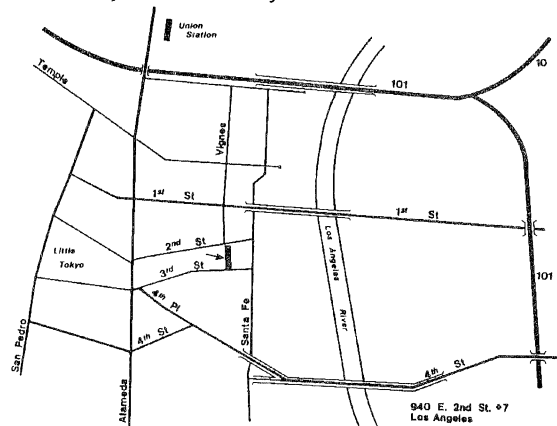 Union
Station
Temple
101
10
Vignes
1st
St
1st
St
2nd St
3rd St
Little
Tokyo
Los Angeles
River
4th Pl
4th St
Santa Fe
San Pedro
Alameda
4th St
101
940 E. 2nd St. #7
Los Angeles